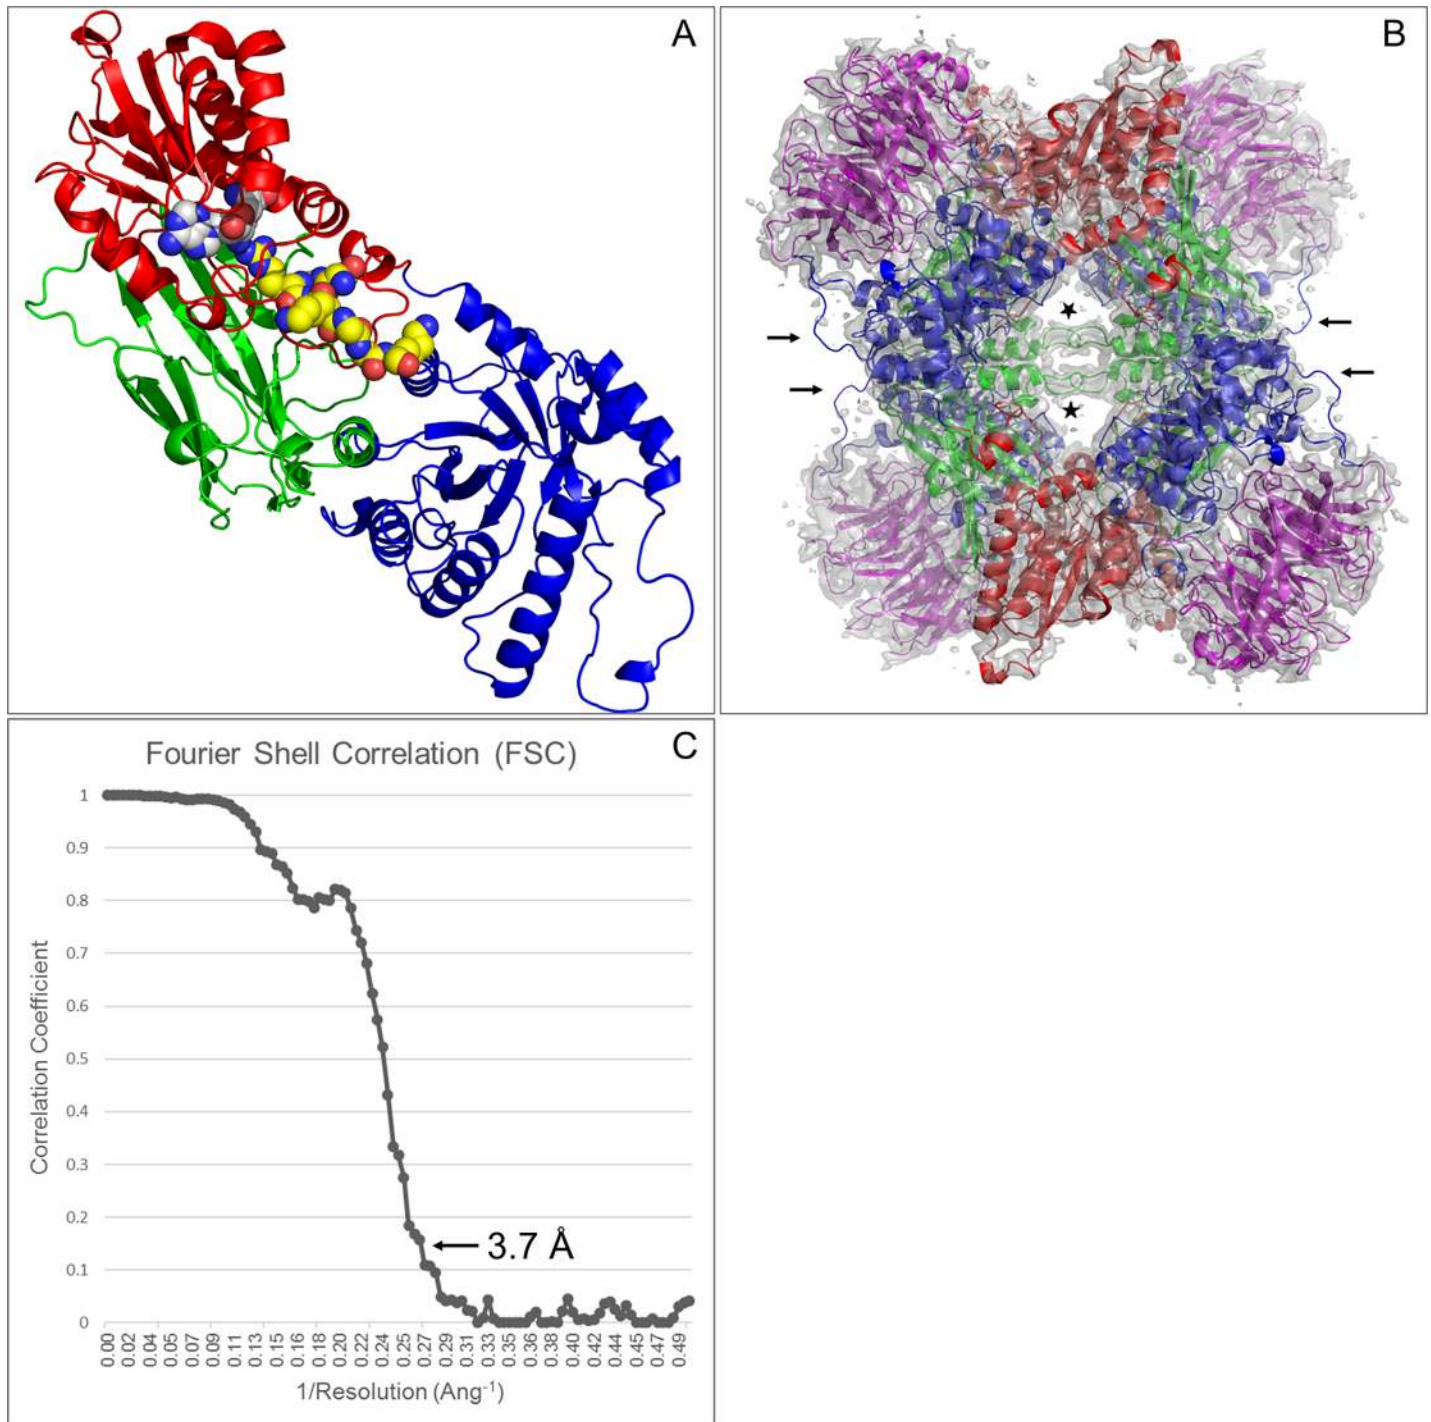 A
B
Fourier Shell Correlation (FSC)
C
1
0.9
0.8
0.7
0.6
0.5
0.4
0.3
0.2
0.1
0
Correlation Coefficient
3.7 Å
0.00 0.02 0.04 0.05 0.07 0.09 0.11 0.13 0.15 0.16 0.18 0.20 0.22 0.24 0.25 0.27 0.29 0.31 0.33 0.35 0.36 0.38 0.40 0.42 0.44 0.45 0.47 0.49
1/Resolution (Ang⁻¹)